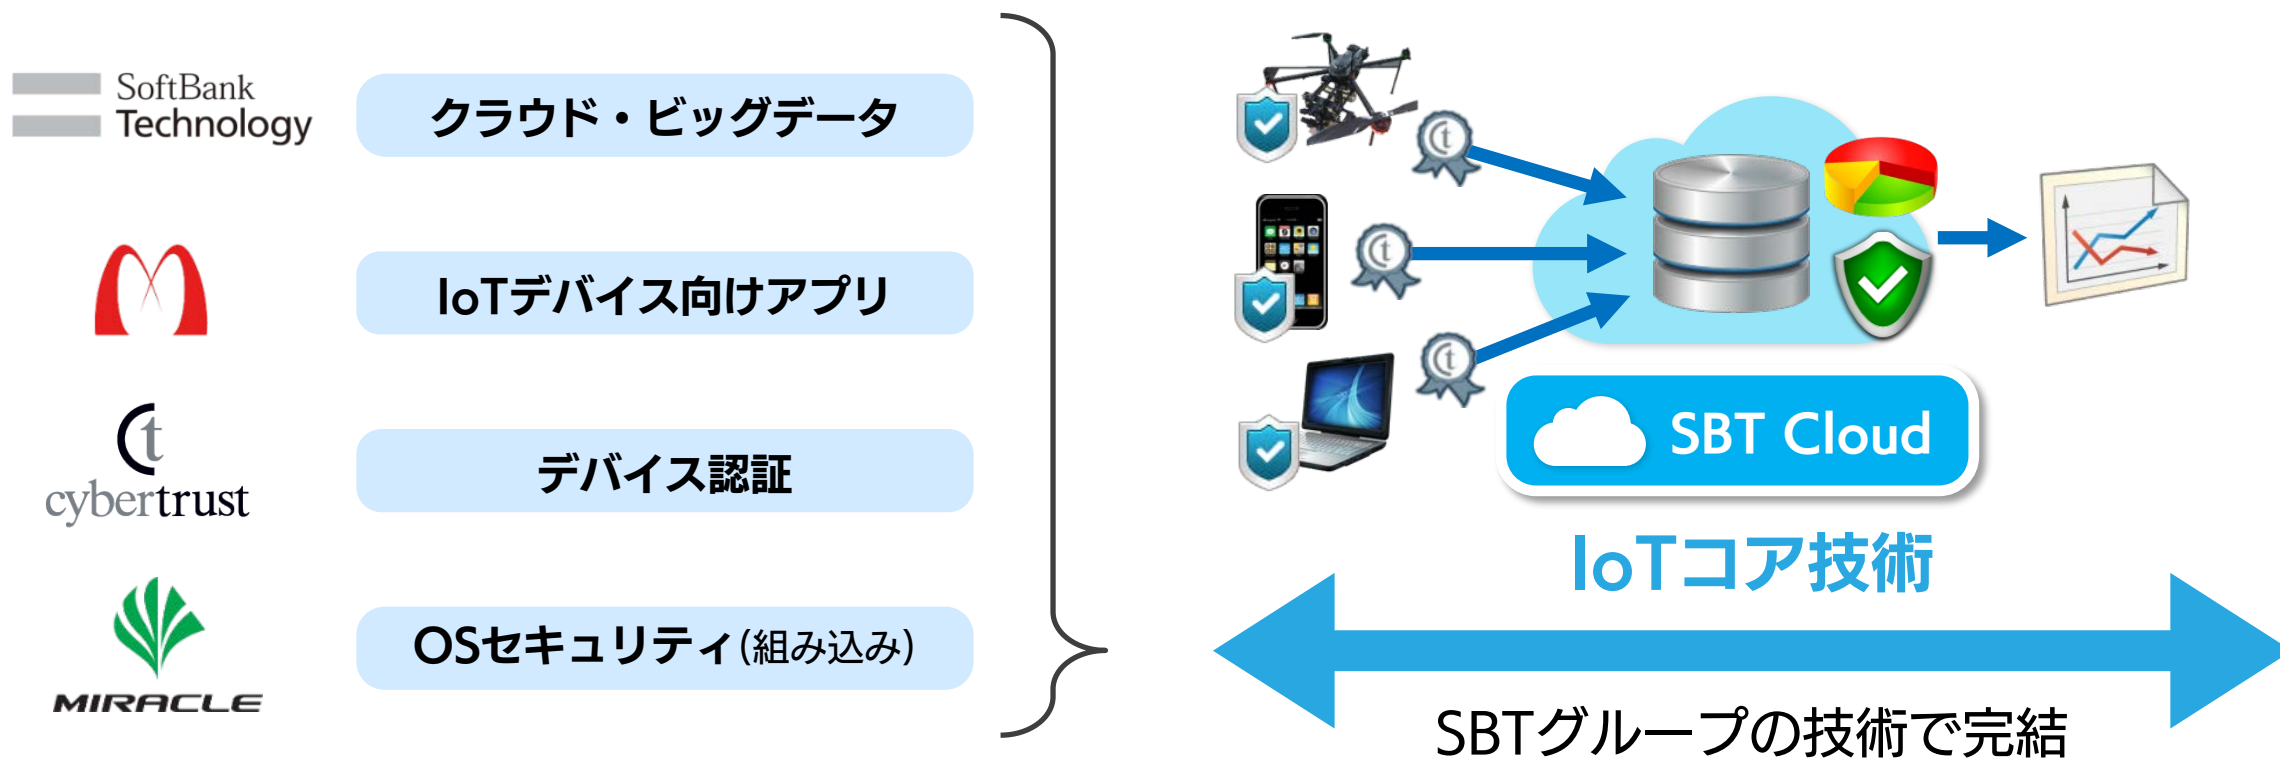 SoftBank
Technology
クラウド・ビッグデータ
IoTデバイス向けアプリ
cybertrust
デバイス認証
MIRACLE
OSセキュリティ(組み込み)
SBT Cloud
IoTコア技術
SBTグループの技術で完結